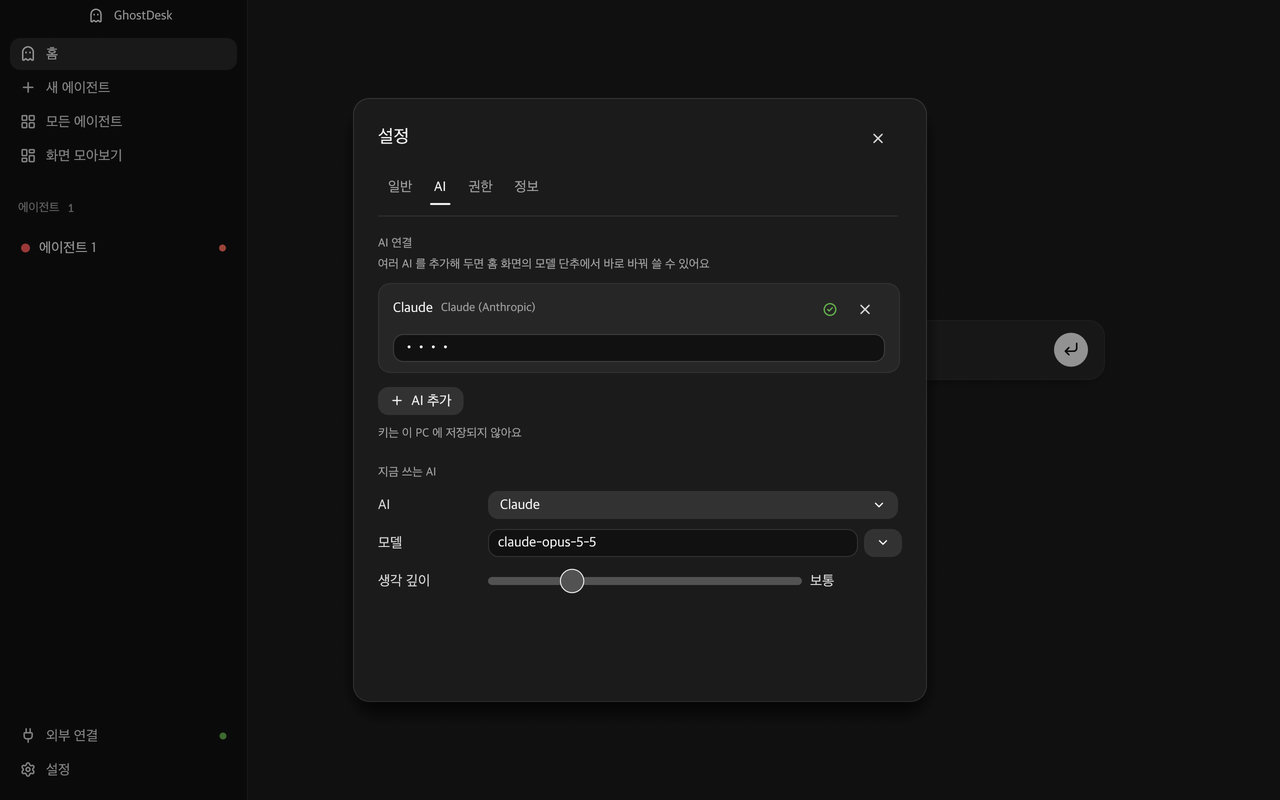 GhostDesk
홈
새 에이전트
모든 에이전트
화면 모아보기
에이전트 1
에이전트 1
외부 연결
설정
설정
일반 AI 권한 정보
AI 연결
여러 AI 를 추가해 두면 홈 화면의 모델 단추에서 바로 바꿔 쓸 수 있어요
Claude Claude (Anthropic)
• • • •
+ AI 추가
키는 이 PC 에 저장되지 않아요
지금 쓰는 AI
AI Claude
모델 claude-opus-5-5
생각 깊이 보통